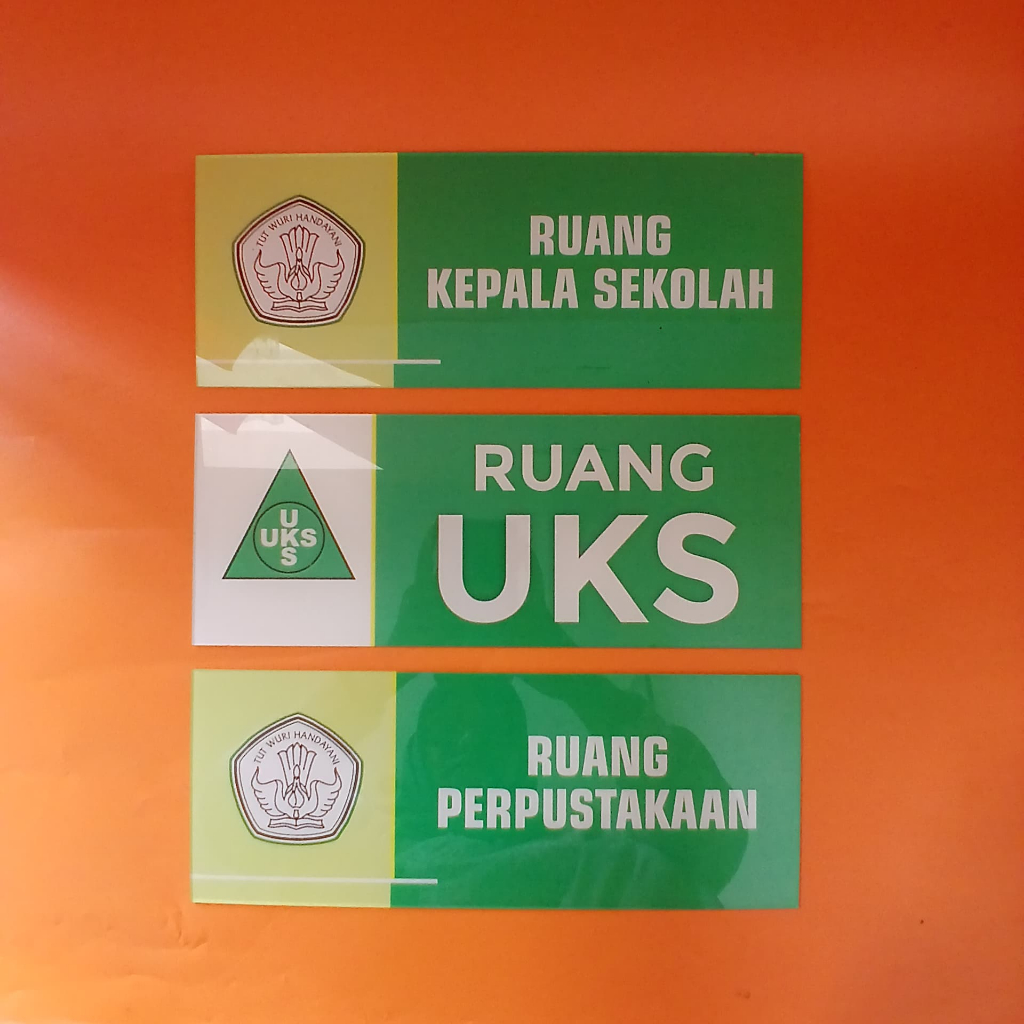 TUT WURI HANDAYANI
RUANG
KEPALA SEKOLAH
U
UKS
S
RUANG
UKS
TUT WURI HANDAYANI
RUANG
PERPUSTAKAAN